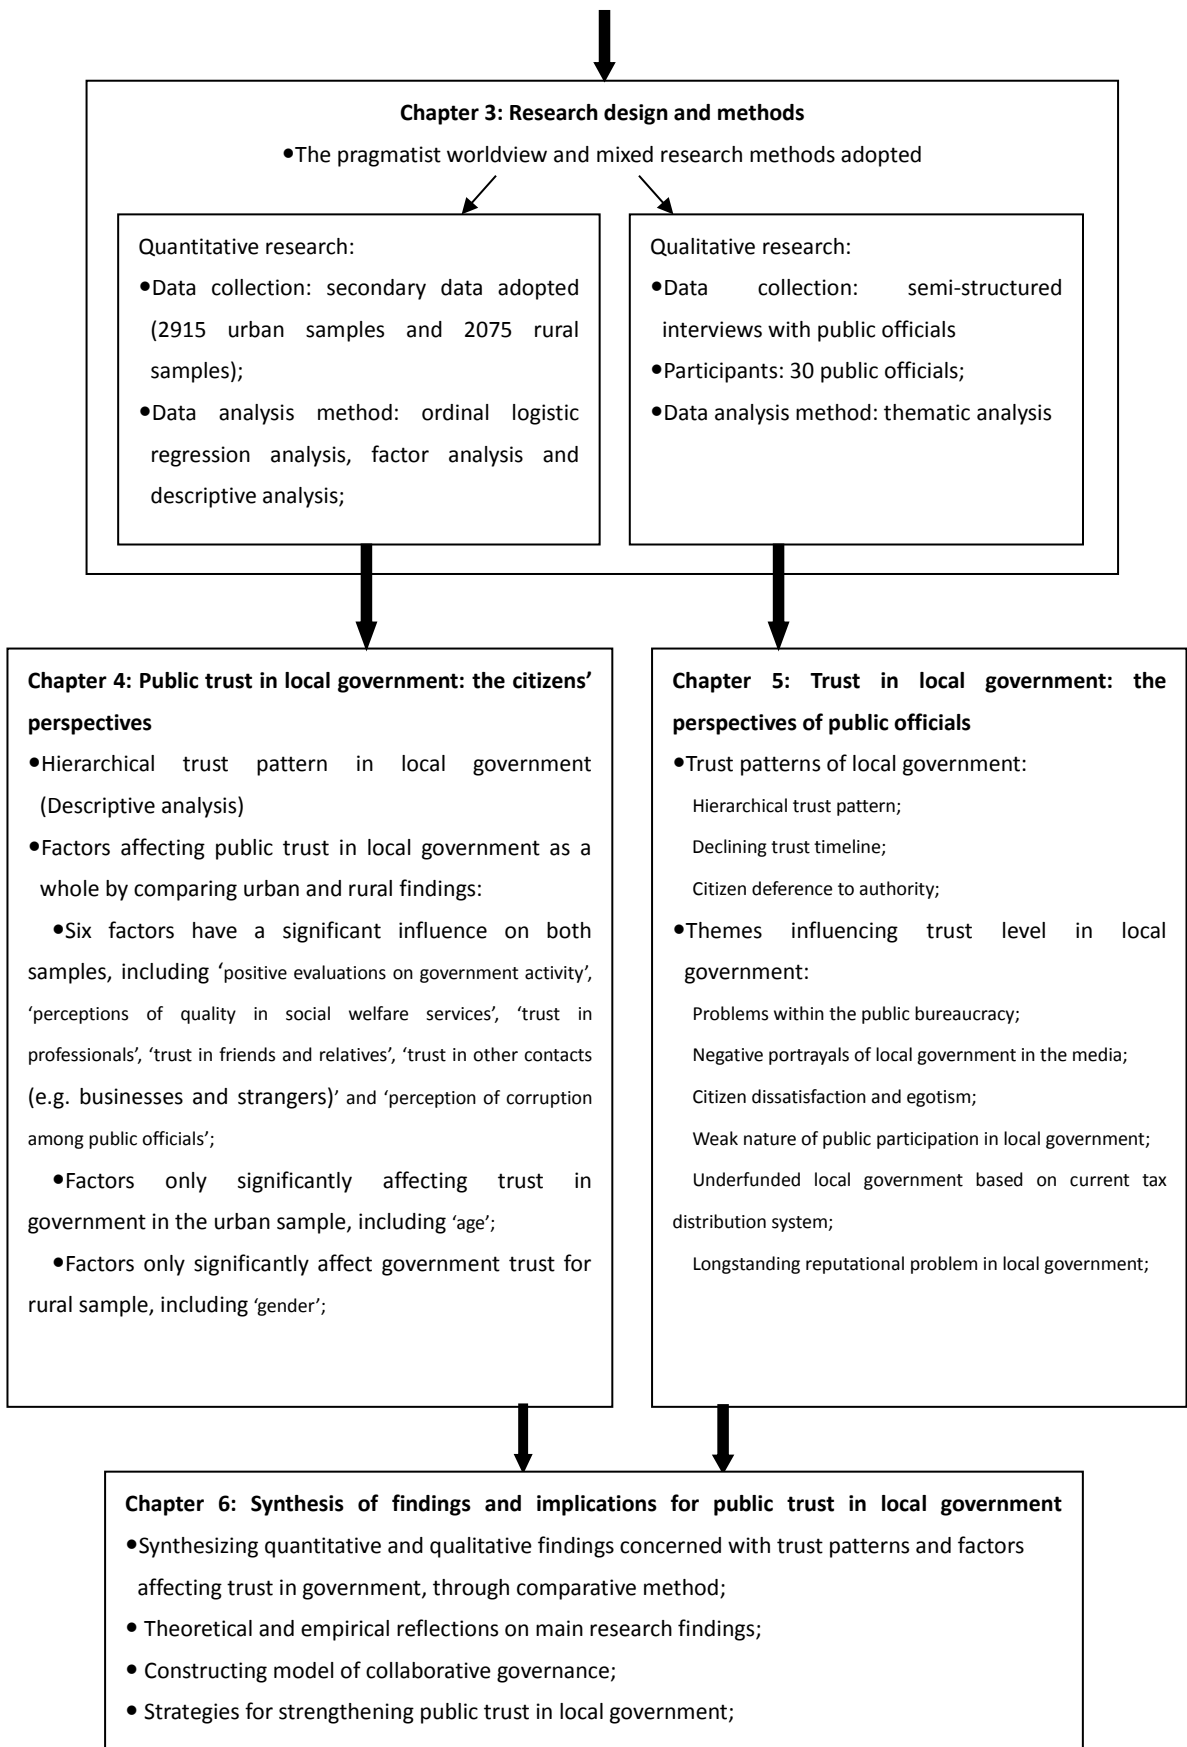 Chapter 3: Research design and methods
●The pragmatist worldview and mixed research methods adopted
Quantitative research:
●Data collection: secondary data adopted
(2915 urban samples and 2075 rural
samples);
●Data analysis method: ordinal logistic
regression analysis, factor analysis and
descriptive analysis;
Qualitative research:
●Data collection: semi-structured
interviews with public officials
●Participants: 30 public officials;
●Data analysis method: thematic analysis
Chapter 4: Public trust in local government: the citizens’
perspectives
●Hierarchical trust pattern in local government
(Descriptive analysis)
●Factors affecting public trust in local government as a
whole by comparing urban and rural findings:
●Six factors have a significant influence on both
samples, including ‘positive evaluations on government activity’,
‘perceptions of quality in social welfare services’, ‘trust in
professionals’, ‘trust in friends and relatives’, ‘trust in other contacts
(e.g. businesses and strangers)’ and ‘perception of corruption
among public officials’;
●Factors only significantly affecting trust in
government in the urban sample, including ‘age’;
●Factors only significantly affect government trust for
rural sample, including ‘gender’;
Chapter 5: Trust in local government: the
perspectives of public officials
●Trust patterns of local government:
Hierarchical trust pattern;
Declining trust timeline;
Citizen deference to authority;
●Themes influencing trust level in local
government:
Problems within the public bureaucracy;
Negative portrayals of local government in the media;
Citizen dissatisfaction and egotism;
Weak nature of public participation in local government;
Underfunded local government based on current tax
distribution system;
Longstanding reputational problem in local government;
Chapter 6: Synthesis of findings and implications for public trust in local government
●Synthesizing quantitative and qualitative findings concerned with trust patterns and factors
affecting trust in government, through comparative method;
● Theoretical and empirical reflections on main research findings;
● Constructing model of collaborative governance;
● Strategies for strengthening public trust in local government;